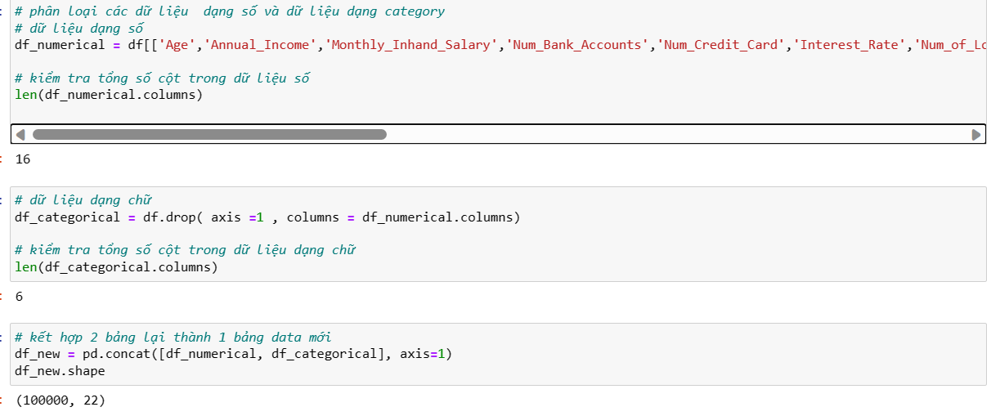 # phân loại các dữ liệu  dạng số và dữ liệu dạng category
# dữ liệu dạng số
df_numerical = df[['Age','Annual_Income','Monthly_Inhand_Salary','Num_Bank_Accounts','Num_Credit_Card','Interest_Rate','Num_of_Lo
# kiểm tra tổng số cột trong dữ liệu số
len(df_numerical.columns)
16
# dữ liệu dạng chữ
df_categorical = df.drop( axis =1 , columns = df_numerical.columns)
# kiểm tra tổng số cột trong dữ liệu dạng chữ
len(df_categorical.columns)
6
# kết hợp 2 bảng lại thành 1 bảng data mới
df_new = pd.concat([df_numerical, df_categorical], axis=1)
df_new.shape
(100000, 22)